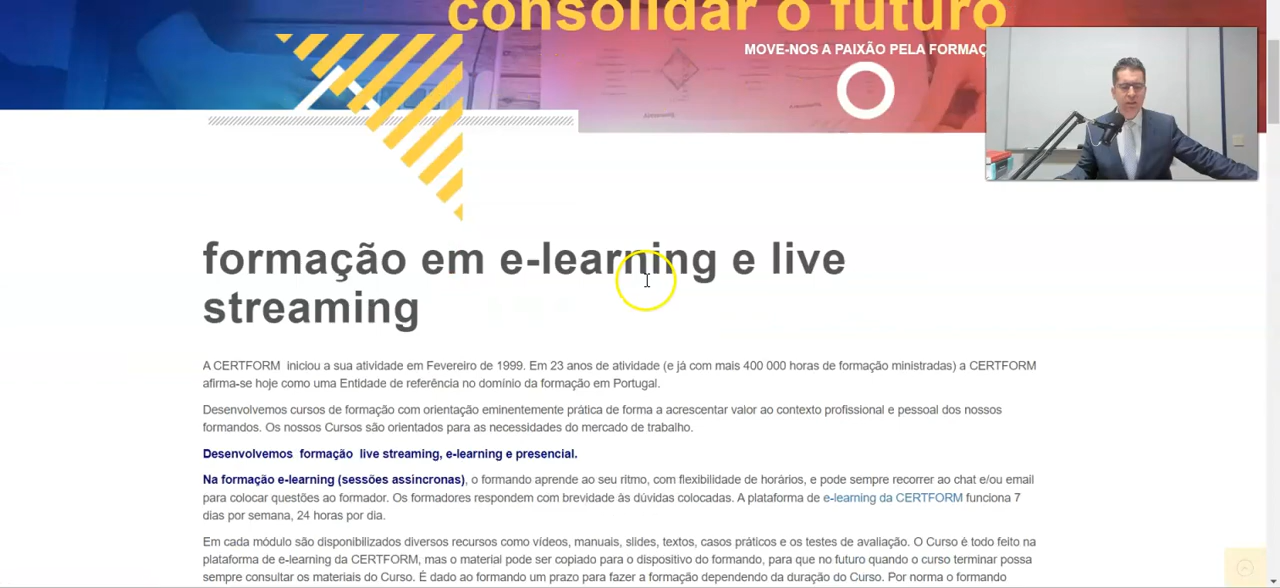 consolidar o futuro
MOVE-NOS A PAIXÃO PELA
formação em e-learning e live
streaming
A CERTFORM iniciou a sua atividade em Fevereiro de 1999. Em 23 anos de atividade (e já com mais 400 000 horas de formação ministradas) a CERTFORM
afirma-se hoje como uma Entidade de referência no domínio da formação em Portugal.
Desenvolvemos cursos de formação com orientação eminentemente prática de forma a acrescentar valor ao contexto profissional e pessoal dos nossos
formandos. Os nossos Cursos são orientados para as necessidades do mercado de trabalho.
Desenvolvemos formação live streaming, e-learning e presencial.
Na formação e-learning (sessões assíncronas), o formando aprende ao seu ritmo, com flexibilidade de horários, e pode sempre recorrer ao chat e/ou email
para colocar questões ao formador. Os formadores respondem com brevidade às dúvidas colocadas. A plataforma de e-learning da CERTFORM funciona 7
dias por semana, 24 horas por dia.
Em cada módulo são disponibilizados diversos recursos como vídeos, manuais, slides, textos, casos práticos e os testes de avaliação. O Curso é todo feito na
plataforma de e-learning da CERTFORM, mas o material pode ser copiado para o dispositivo do formando, para que no futuro quando o curso terminar possa
sempre consultar os materiais do Curso. É dado ao formando um prazo para fazer a formação dependendo da duração do Curso. Por norma o formando